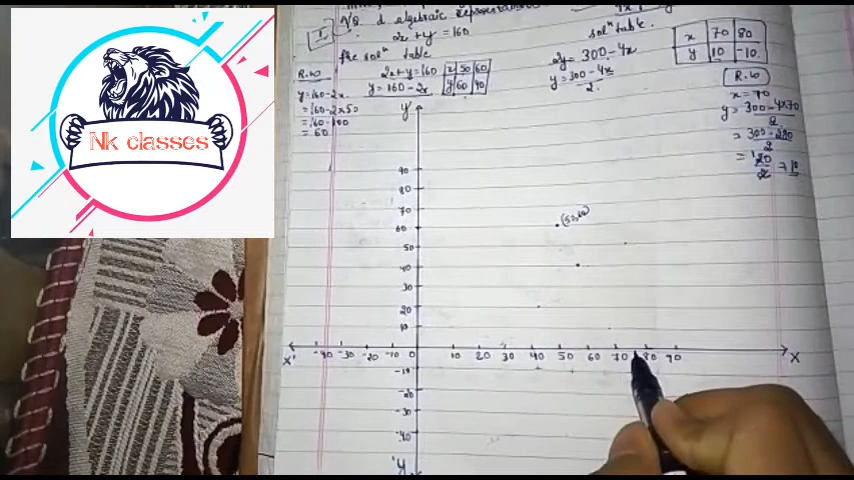 Nk classes
1
algebraic Representation
2x + y = 160
the solⁿ table
2x+y=160
y = 160 - 2x
x 50 60
y 60 40
R.W
y=160-2x
=160-2x50
=160-100
= 60
solⁿ table.
2y= 300-4x
y = 300-4x
2
x 70 80
y 10 -10
R.W
x = 70
y = 300-4x70
2
= 300-280
2
= 20
2
= 10
Y'
90
80
70
60
50
40
30
20
10
(50,60)
X' -40 -30 -20 -10 0 10 20 30 40 50 60 70 80 90 X
-10
-20
-30
-40
Y